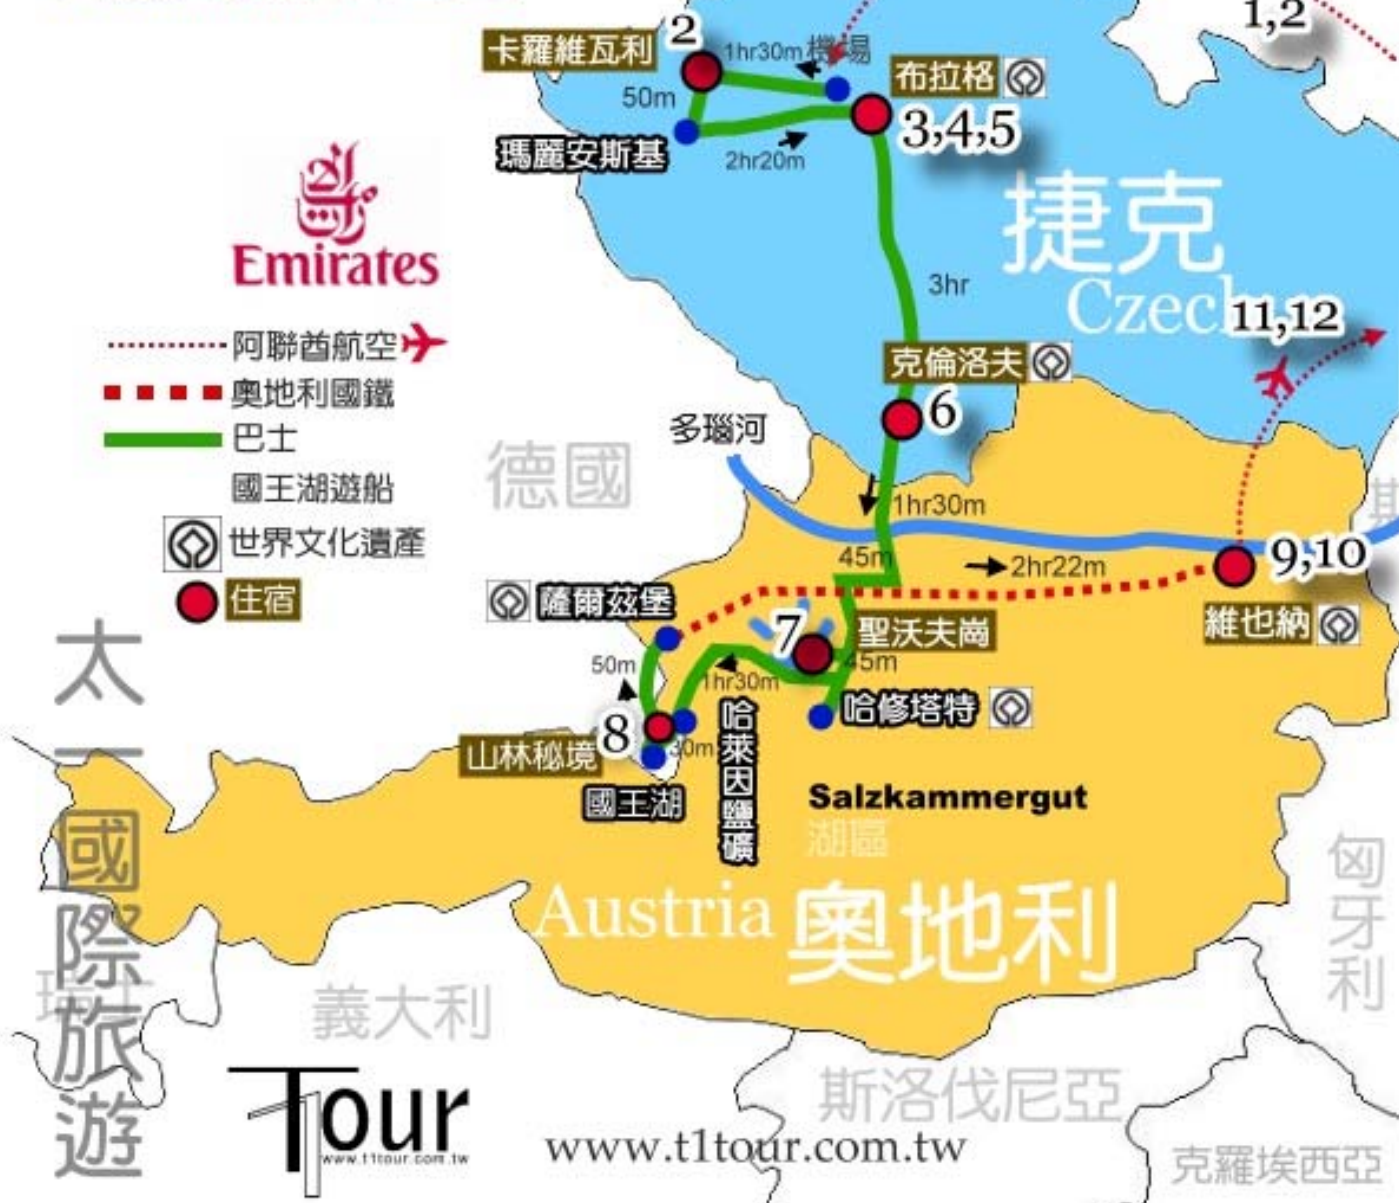 1,2
2
1hr30m
機場
卡羅維瓦利
布拉格
50m
3,4,5
瑪麗安斯基
2hr20m
捷克
Czech
Emirates
3hr
11,12
阿聯酋航空
克倫洛夫
奧地利國鐵
6
巴士
多瑙河
德國
國王湖遊船
斯
1hr30m
世界文化遺產
45m
2hr22m
9,10
住宿
薩爾茲堡
7
聖沃夫崗
維也納
50m
45m
1hr30m
哈修塔特
8
山林秘境
30m
哈萊因鹽礦
國王湖
Salzkammergut
湖區
太一國際旅遊
匈牙利
Austria
奧地利
瑞士
義大利
Tour
www.t1tour.com.tw
斯洛伐尼亞
www.t1tour.com.tw
克羅埃西亞